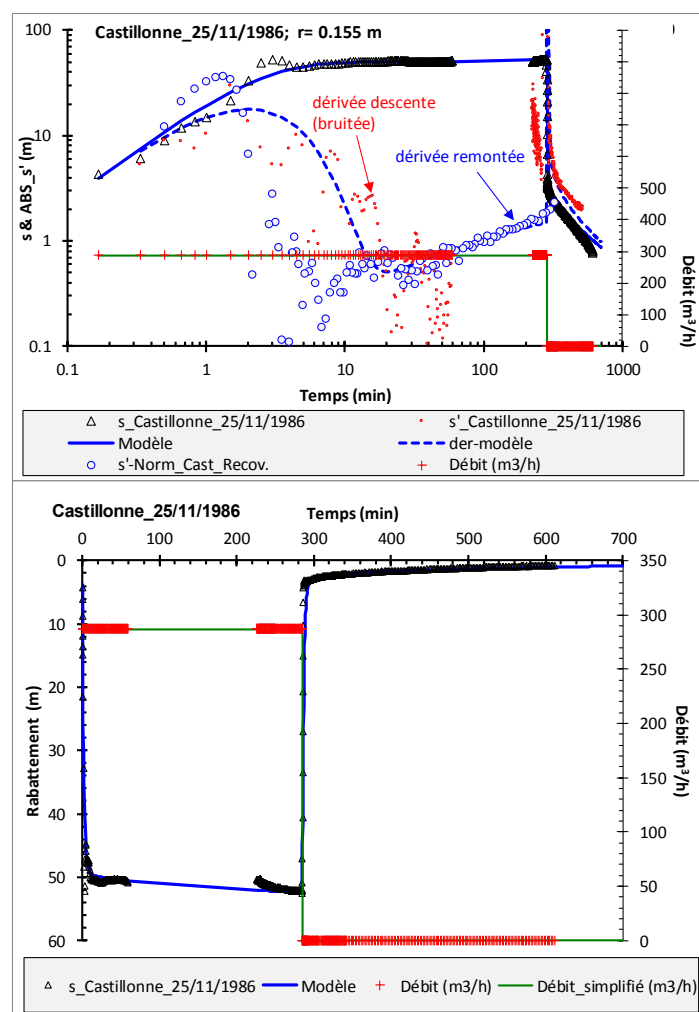 Castillonne_25/11/1986; r= 0.155 m
)
100
10
1
0.1
s & ABS_s' (m)
dérivée descente
(bruitée)
dérivée remontée
500
400
300
200
100
0
Débit (m³/h)
0.1 1 10 100 1000
Temps (min)
s_Castillonne_25/11/1986 s'_Castillonne_25/11/1986
Modèle der-modèle
s'-Norm_Cast_Recov. Débit (m3/h)
Castillonne_25/11/1986
Temps (min)
0 100 200 300 400 500 600 700
0
10
20
30
40
50
60
Rabattement (m)
350
300
250
200
150
100
50
0
Débit (m³/h)
s_Castillonne_25/11/1986 Modèle Débit (m3/h) Débit_simplifié (m3/h)